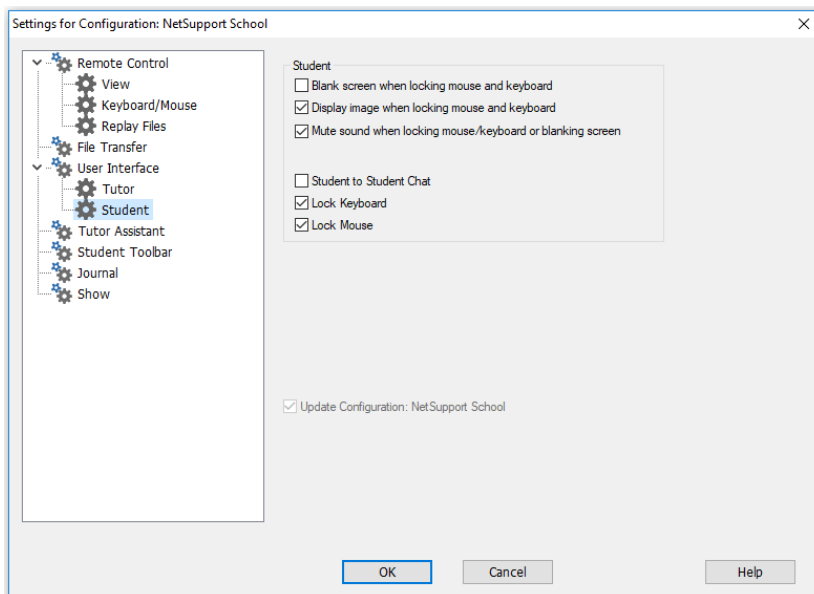 Settings for Configuration: NetSupport School
Remote Control
View
Keyboard/Mouse
Replay Files
File Transfer
User Interface
Tutor
Student
Tutor Assistant
Student Toolbar
Journal
Show
Student
Blank screen when locking mouse and keyboard
Display image when locking mouse and keyboard
Mute sound when locking mouse/keyboard or blanking screen
Student to Student Chat
Lock Keyboard
Lock Mouse
Update Configuration: NetSupport School
OK
Cancel
Help